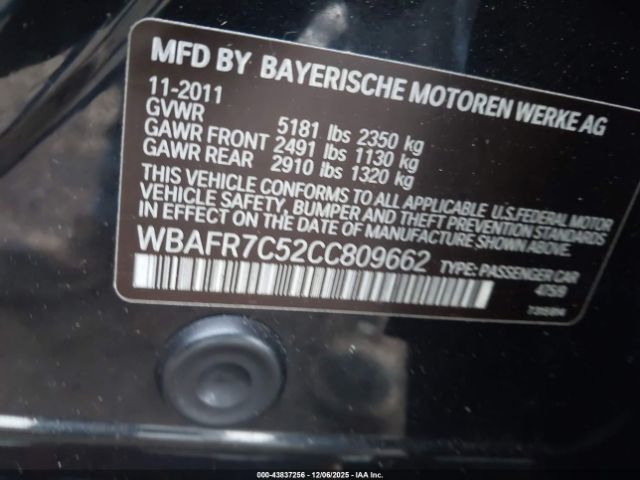 MFD BY BAYERISCHE MOTOREN WERKE AG
11-2011
GVWR 5181 lbs 2350 kg
GAWR FRONT 2491 lbs 1130 kg
GAWR REAR 2910 lbs 1320 kg
THIS VEHICLE CONFORMS TO ALL APPLICABLE U.S.FEDERAL MOTOR
VEHICLE SAFETY, BUMPER AND THEFT PREVENTION STANDARDS
IN EFFECT ON THE DATE OF MANUFACTURE SHOWN ABOVE.
WBAFR7C52CC809662 TYPE: PASSENGER CAR
000-43837256 - 12/06/2025 - IAAI Inc.